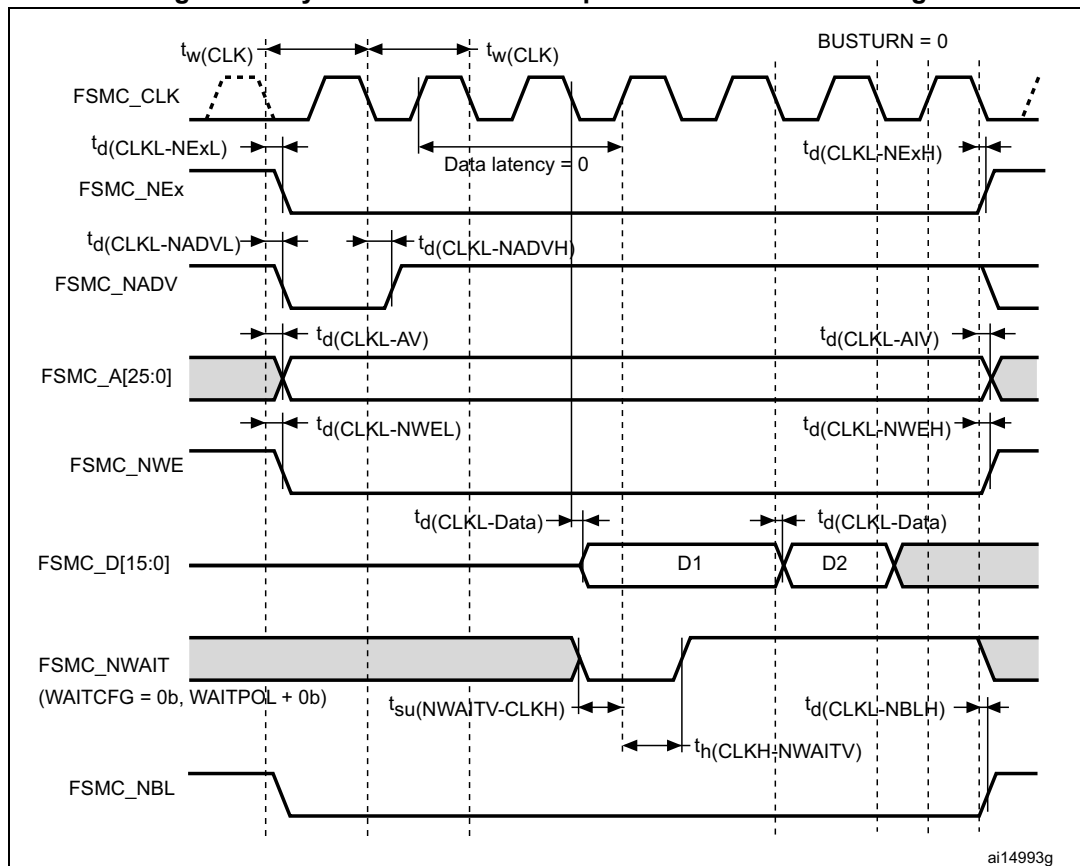 BUSTURN = 0
tw(CLK)
tw(CLK)
FSMC_CLK
td(CLKL-NExL)
Data latency = 0
td(CLKL-NExH)
FSMC_NEx
td(CLKL-NADVL)
td(CLKL-NADVH)
FSMC_NADV
td(CLKL-AV)
td(CLKL-AIV)
FSMC_A[25:0]
td(CLKL-NWEL)
td(CLKL-NWEH)
FSMC_NWE
td(CLKL-Data)
td(CLKL-Data)
FSMC_D[15:0]
D1
D2
FSMC_NWAIT
(WAITCFG = 0b, WAITPOL + 0b)
tsu(NWAITV-CLKH)
td(CLKL-NBLH)
th(CLKH-NWAITV)
FSMC_NBL
ai14993g